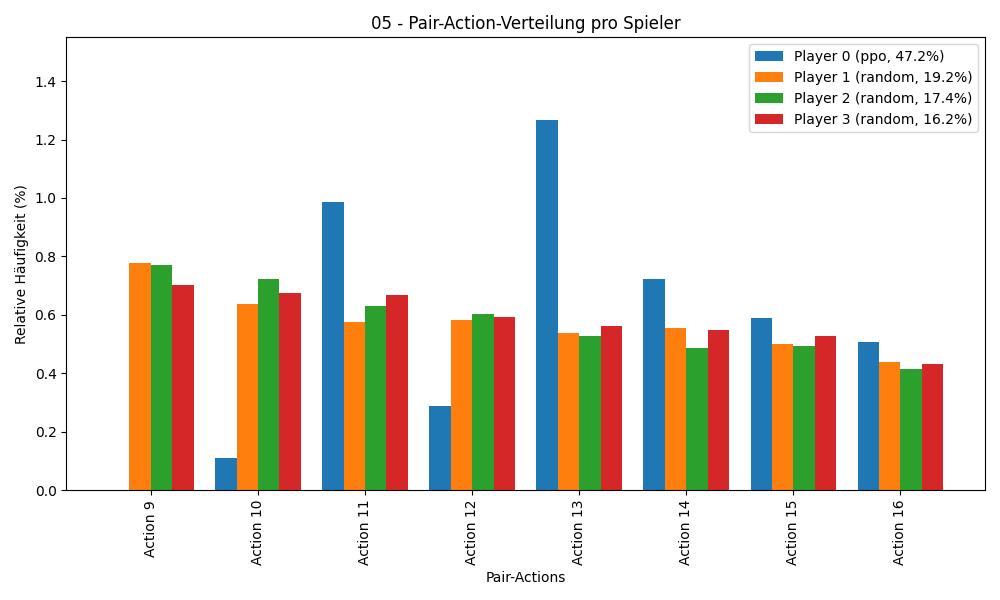 05 - Pair-Action-Verteilung pro Spieler
Player 0 (ppo, 47.2%)
Player 1 (random, 19.2%)
Player 2 (random, 17.4%)
Player 3 (random, 16.2%)
Relative Häufigkeit (%)
1.4
1.2
1.0
0.8
0.6
0.4
0.2
0.0
Action 9
Action 10
Action 11
Action 12
Action 13
Action 14
Action 15
Action 16
Pair-Actions